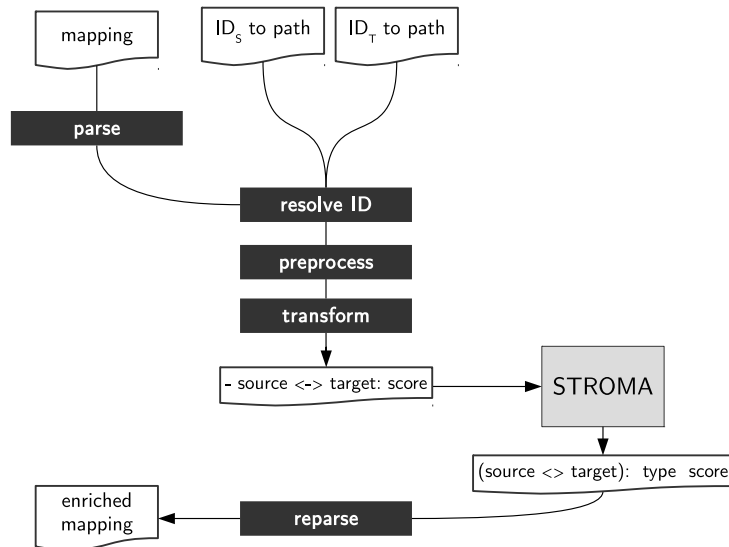 mapping
ID_S to path
ID_T to path
parse
resolve ID
preprocess
transform
- source <-> target: score
STROMA
(source <> target): type score
enriched
mapping
reparse